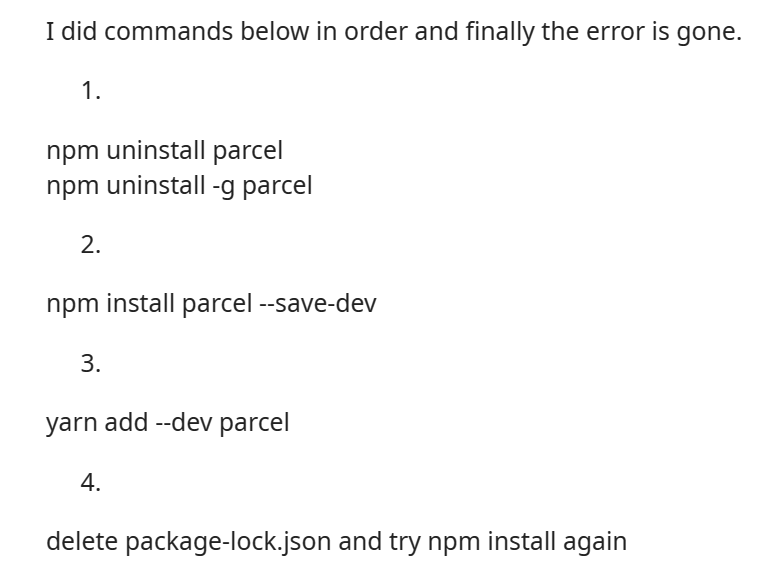 I did commands below in order and finally the error is gone.
1.
npm uninstall parcel
npm uninstall -g parcel
2.
npm install parcel --save-dev
3.
yarn add --dev parcel
4.
delete package-lock.json and try npm install again